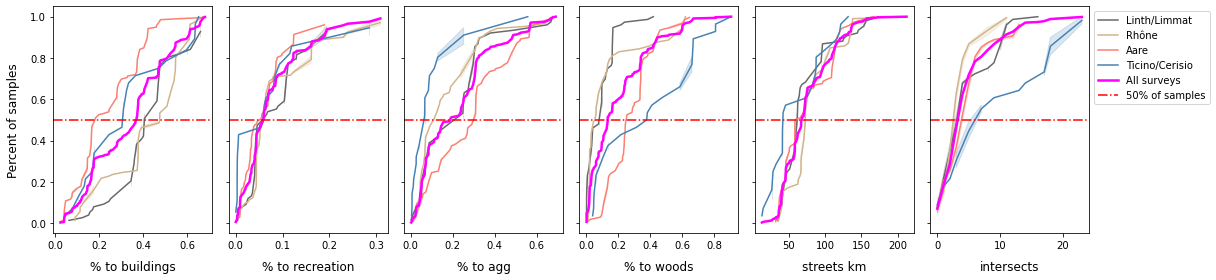 Percent of samples
1.0
0.8
0.6
0.4
0.2
0.0
0.0 0.2 0.4 0.6
% to buildings
0.0 0.1 0.2 0.3
% to recreation
0.0 0.2 0.4 0.6
% to agg
0.0 0.2 0.4 0.6 0.8
% to woods
50 100 150 200
streets km
0 10 20
intersects
Linth/Limmat
Rhône
Aare
Ticino/Cerisio
All surveys
50% of samples